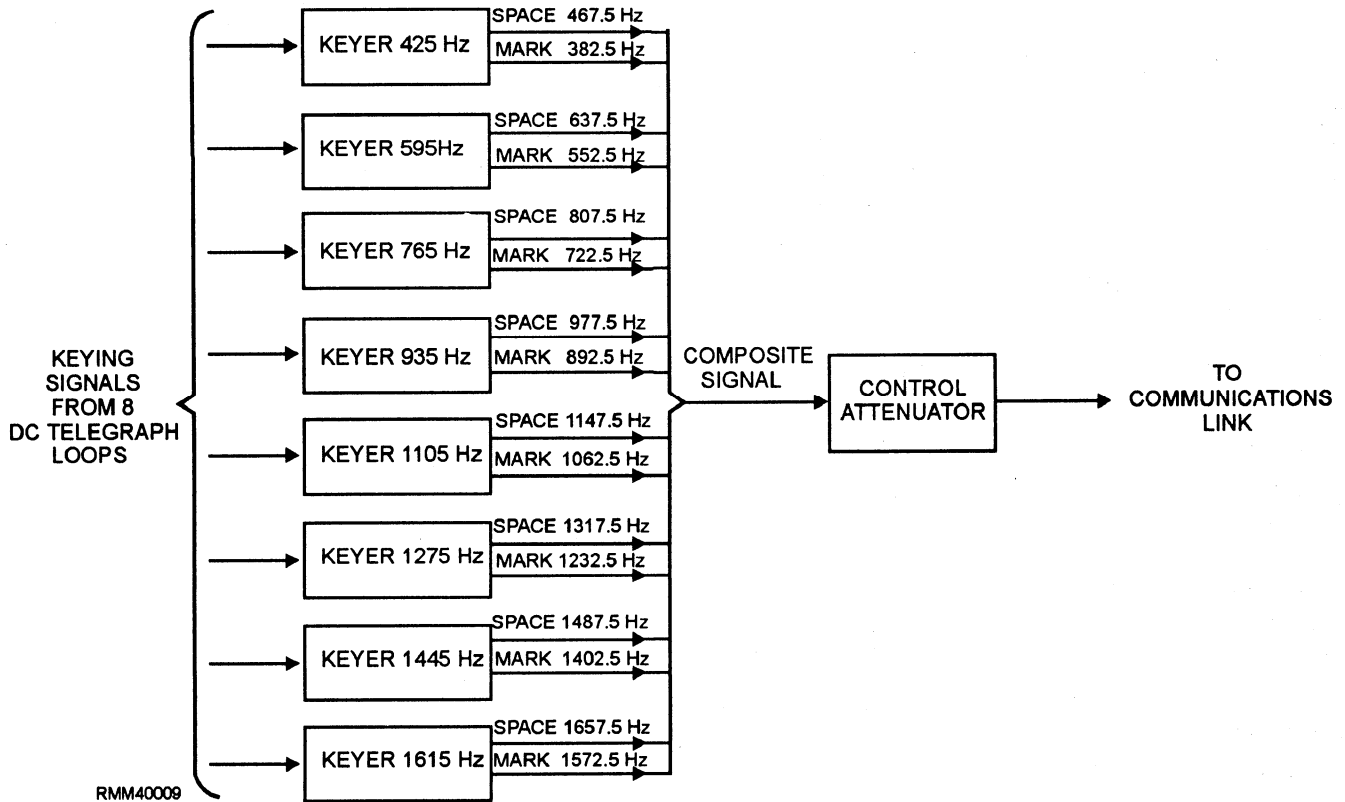 KEYING
SIGNALS
FROM 8
DC TELEGRAPH
LOOPS
KEYER 425 Hz
SPACE 467.5 Hz
MARK 382.5 Hz
KEYER 595Hz
SPACE 637.5 Hz
MARK 552.5 Hz
KEYER 765 Hz
SPACE 807.5 Hz
MARK 722.5 Hz
KEYER 935 Hz
SPACE 977.5 Hz
MARK 892.5 Hz
KEYER 1105 Hz
SPACE 1147.5 Hz
MARK 1062.5 Hz
KEYER 1275 Hz
SPACE 1317.5 Hz
MARK 1232.5 Hz
KEYER 1445 Hz
SPACE 1487.5 Hz
MARK 1402.5 Hz
KEYER 1615 Hz
SPACE 1657.5 Hz
MARK 1572.5 Hz
COMPOSITE
SIGNAL
CONTROL
ATTENUATOR
TO
COMMUNICATIONS
LINK
RMM40009